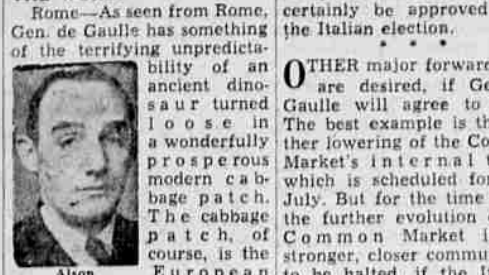 Rome—As seen from Rome,
Gen. de Gaulle has something
of the terrifying unpredicta-
bility of an
ancient dino-
saur turned
loose in
a wonderfully
prosperous
modern cab-
bage patch.
The cabbage
patch, of
course, is the
European
Alsop
certainly be approved
the Italian election.
* * *
OTHER major forward
are desired, if Ge
Gaulle will agree to
The best example is th
ther lowering of the Co
Market's internal t
which is scheduled for
July. But for the time
the further evolution
Common Market i
stronger, closer commu
to be halted, if the